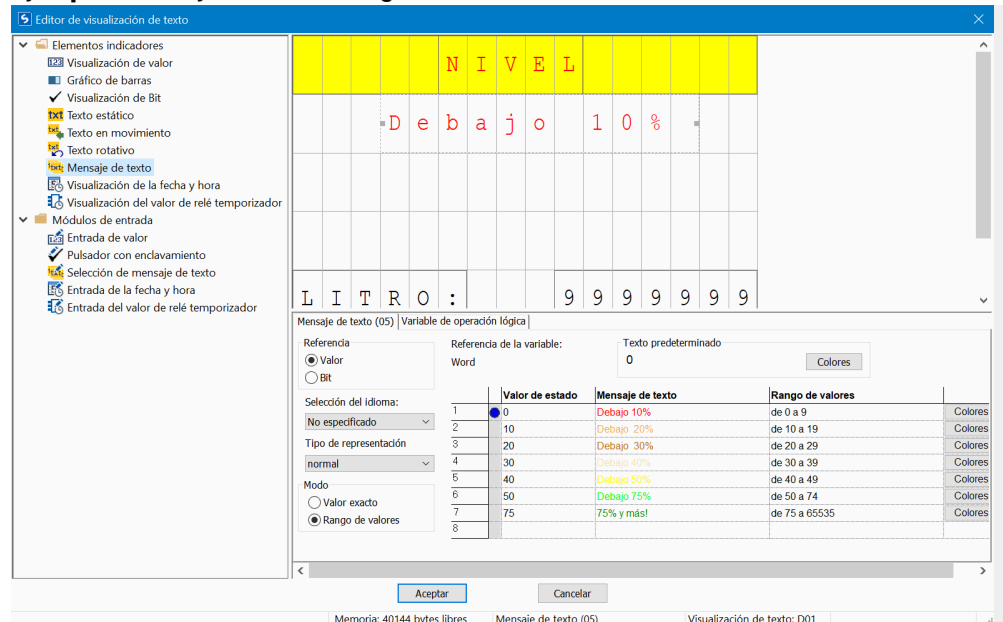 Editor de visualización de texto
Elementos indicadores
Visualización de valor
Gráfico de barras
Visualización de Bit
Texto estático
Texto en movimiento
Texto rotativo
Mensaje de texto
Visualización de la fecha y hora
Visualización del valor de relé temporizador
Módulos de entrada
Entrada de valor
Pulsador con enclavamiento
Selección de mensaje de texto
Entrada de la fecha y hora
Entrada del valor de relé temporizador
NIVEL
Debajo 10%
LITRO: 9999999
Mensaje de texto (05) Variable de operación lógica
Referencia
Valor
Bit
Selección del idioma:
No especificado
Tipo de representación
normal
Modo
Valor exacto
Rango de valores
Referencia de la variable:
Word
Texto predeterminado
0 Colores
Valor de estado Mensaje de texto Rango de valores
1 0 Debajo 10% de 0 a 9 Colores
2 10 Debajo 20% de 10 a 19 Colores
3 20 Debajo 30% de 20 a 29 Colores
4 30 Debajo 40% de 30 a 39 Colores
5 40 Debajo 50% de 40 a 49 Colores
6 50 Debajo 75% de 50 a 74 Colores
7 75 75% y más! de 75 a 65535 Colores
8
Aceptar Cancelar
Memoria: 40144 bytes libres Mensaje de texto (05) Visualización de texto: D01